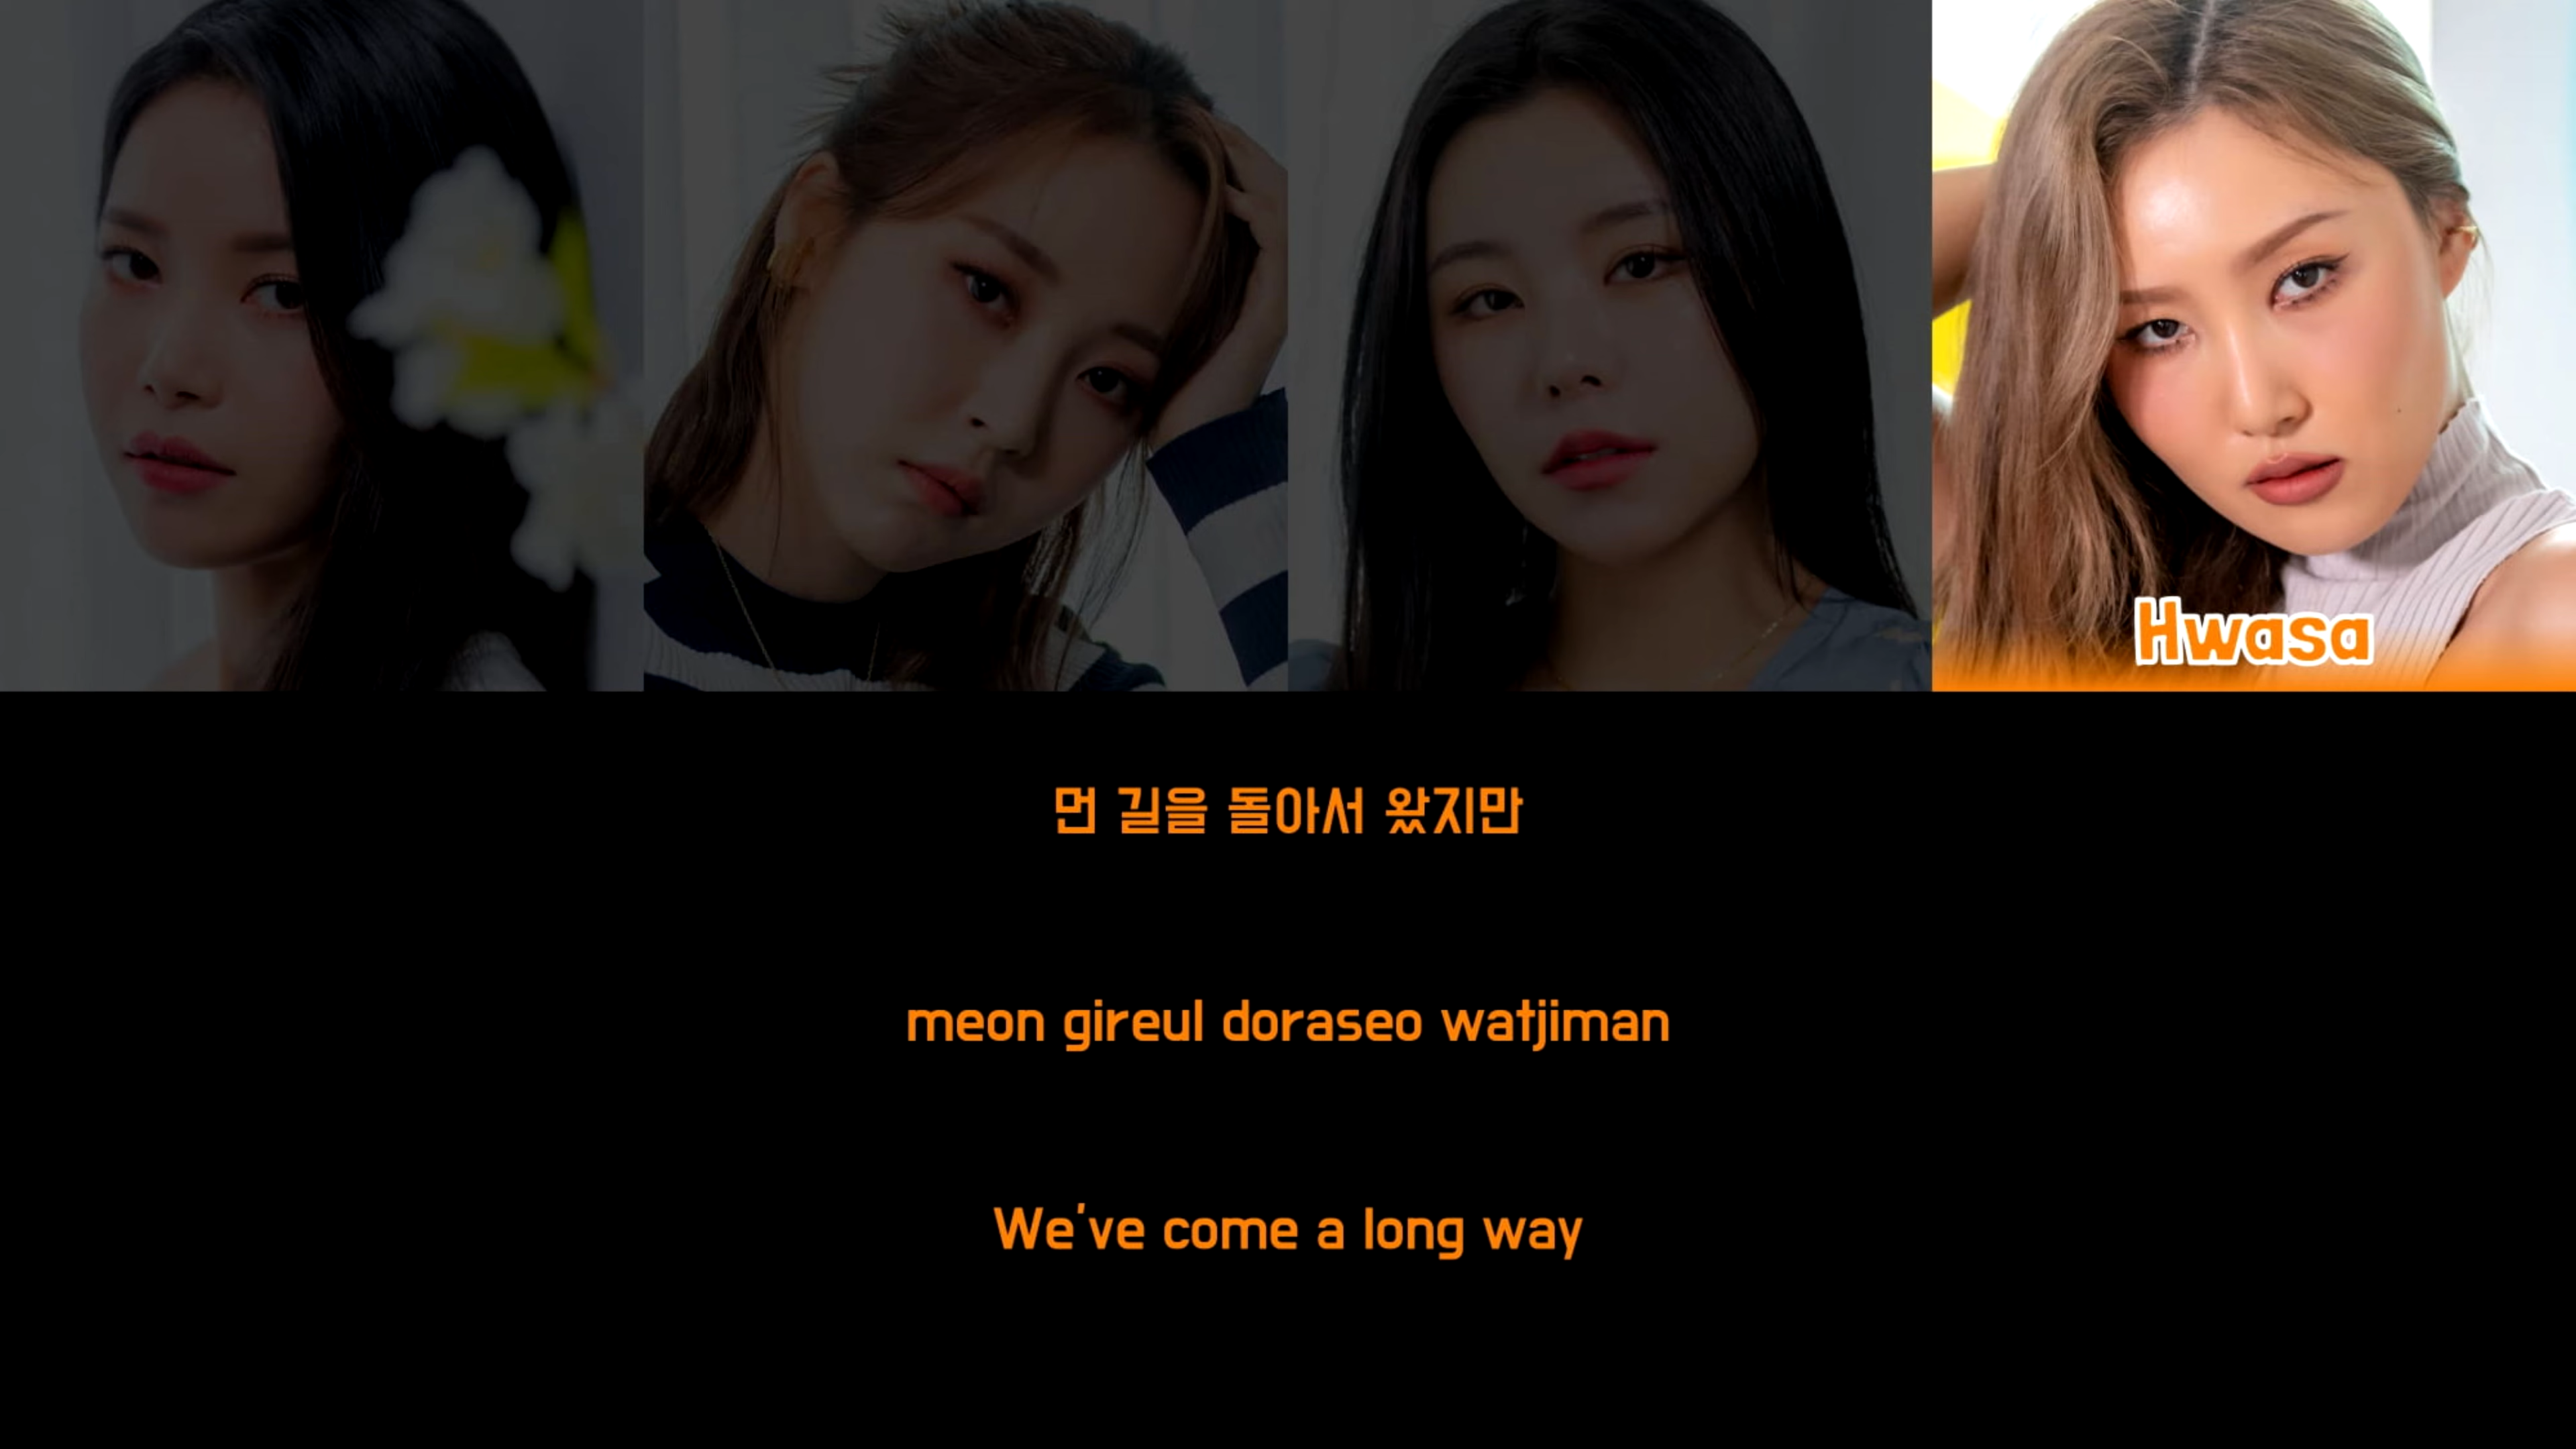 Hwasa
먼 길을 돌아서 왔지만
meon gireul doraseo watjiman
We've come a long way